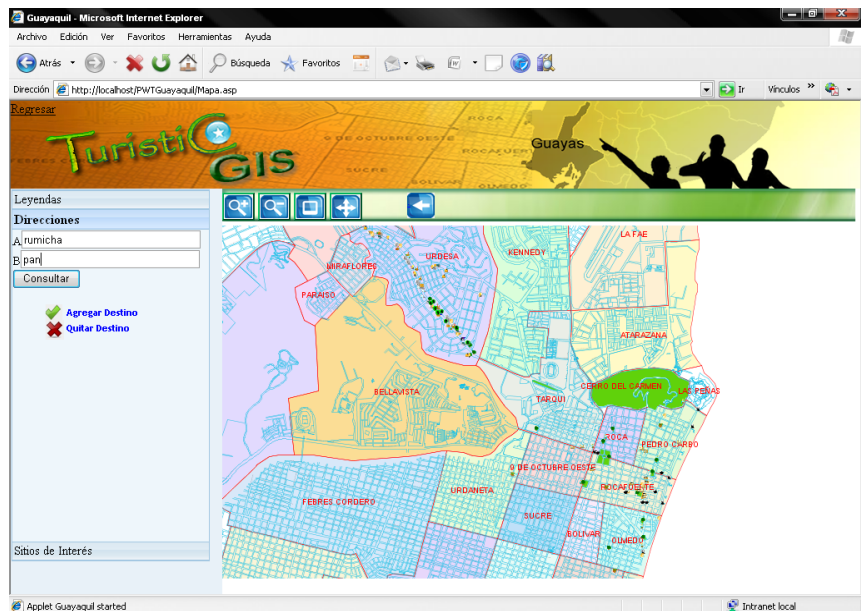 Guayaquil - Microsoft Internet Explorer
Archivo Edición Ver Favoritos Herramientas Ayuda
Atrás Búsqueda Favoritos
Dirección http://localhost/PWTGuayaquil/Mapa.asp Ir Vínculos »
Regresar
Turístic GIS
ROCA
9 DE OCTUBRE OESTE
ROCAFUER
Guayas
FEBRES C
SUCRE
BOLIVAR
OLMEDO
Leyendas
Direcciones
A rumicha
B pan
Consultar
Agregar Destino
Quitar Destino
Sitios de Interés
LA FAE
URDESA
KENNEDY
MIRAFLORES
PARAISO
ATARAZANA
CERRO DEL CARMEN
LAS PEÑAS
BELLAVISTA
TARQUI
ROCA
PEDRO CARBO
9 DE OCTUBRE OESTE
ROCAFUERTE
URDANETA
FEBRES CORDERO
SUCRE
BOLIVAR
OLMEDO
Applet Guayaquil started Intranet local